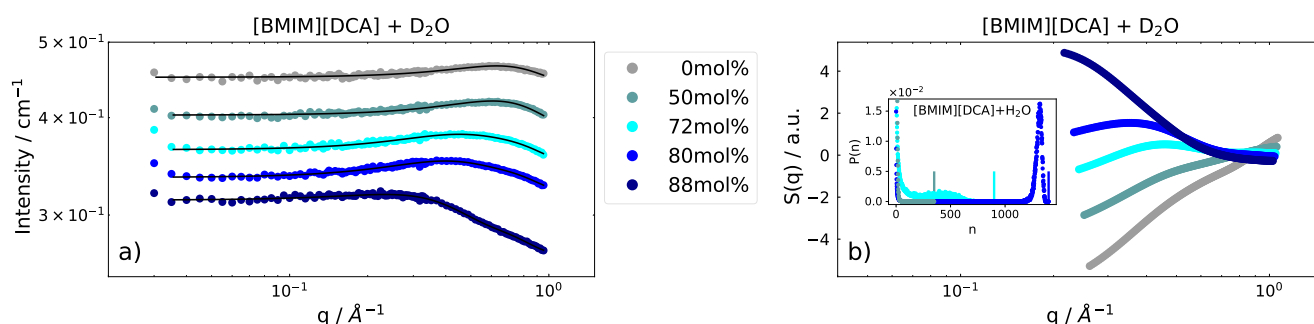 [BMIM][DCA] + D₂O
5 × 10⁻¹
4 × 10⁻¹
3 × 10⁻¹
Intensity / cm⁻¹
a)
10⁻¹
10⁰
q / Å⁻¹
0mol%
50mol%
72mol%
80mol%
88mol%
[BMIM][DCA] + D₂O
4
2
0
−2
−4
S(q) / a.u.
×10⁻²
[BMIM][DCA]+H₂O
1.5
1.0
0.5
0.0
P(n)
0
500
1000
n
b)
10⁻¹
10⁰
q / Å⁻¹